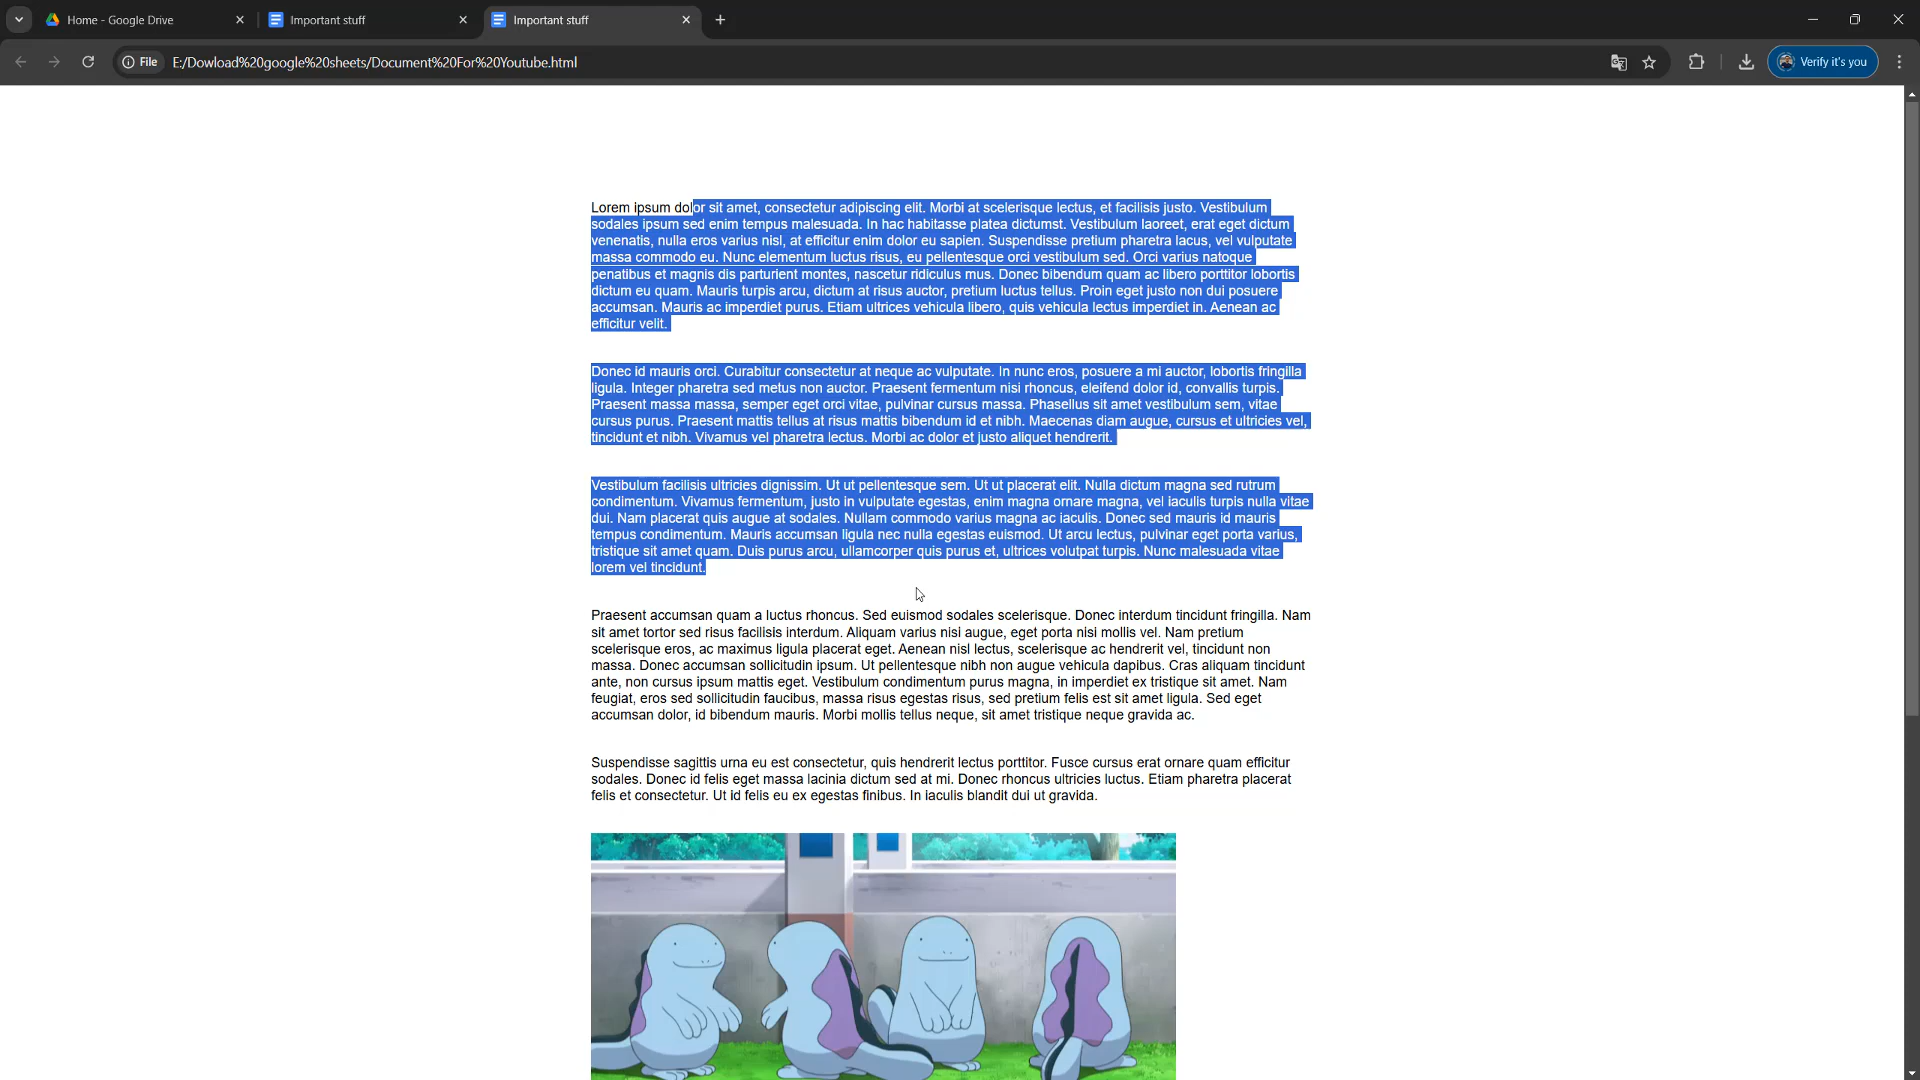 Home - Google Drive
Important stuff
Important stuff
File
E:/Dowload%20google%20sheets/Document%20For%20Youtube.html
Verify it's you
Lorem ipsum dolor sit amet, consectetur adipiscing elit. Morbi at scelerisque lectus, et facilisis justo. Vestibulum
sodales ipsum sed enim tempus malesuada. In hac habitasse platea dictumst. Vestibulum laoreet, erat eget dictum
venenatis, nulla eros varius nisl, at efficitur enim dolor eu sapien. Suspendisse pretium pharetra lacus, vel vulputate
massa commodo eu. Nunc elementum luctus risus, eu pellentesque orci vestibulum sed. Orci varius natoque
penatibus et magnis dis parturient montes, nascetur ridiculus mus. Donec bibendum quam ac libero porttitor lobortis
dictum eu quam. Mauris turpis arcu, dictum at risus auctor, pretium luctus tellus. Proin eget justo non dui posuere
accumsan. Mauris ac imperdiet purus. Etiam ultrices vehicula libero, quis vehicula lectus imperdiet in. Aenean ac
efficitur velit.
Donec id mauris orci. Curabitur consectetur at neque ac vulputate. In nunc eros, posuere a mi auctor, lobortis fringilla
ligula. Integer pharetra sed metus non auctor. Praesent fermentum nisi rhoncus, eleifend dolor id, convallis turpis.
Praesent massa massa, semper eget orci vitae, pulvinar cursus massa. Phasellus sit amet vestibulum sem, vitae
cursus purus. Praesent mattis tellus at risus mattis bibendum id et nibh. Maecenas diam augue, cursus et ultricies vel,
tincidunt et nibh. Vivamus vel pharetra lectus. Morbi ac dolor et justo aliquet hendrerit.
Vestibulum facilisis ultricies dignissim. Ut ut pellentesque sem. Ut ut placerat elit. Nulla dictum magna sed rutrum
condimentum. Vivamus fermentum, justo in vulputate egestas, enim magna ornare magna, vel iaculis turpis nulla vitae
dui. Nam placerat quis augue at sodales. Nullam commodo varius magna ac iaculis. Donec sed mauris id mauris
tempus condimentum. Mauris accumsan ligula nec nulla egestas euismod. Ut arcu lectus, pulvinar eget porta varius,
tristique sit amet quam. Duis purus arcu, ullamcorper quis purus et, ultrices volutpat turpis. Nunc malesuada vitae
lorem vel tincidunt.
Praesent accumsan quam a luctus rhoncus. Sed euismod sodales scelerisque. Donec interdum tincidunt fringilla. Nam
sit amet tortor sed risus facilisis interdum. Aliquam varius nisi augue, eget porta nisi mollis vel. Nam pretium
scelerisque eros, ac maximus ligula placerat eget. Aenean nisl lectus, scelerisque ac hendrerit vel, tincidunt non
massa. Donec accumsan sollicitudin ipsum. Ut pellentesque nibh non augue vehicula dapibus. Cras aliquam tincidunt
ante, non cursus ipsum mattis eget. Vestibulum condimentum purus magna, in imperdiet ex tristique sit amet. Nam
feugiat, eros sed sollicitudin faucibus, massa risus egestas risus, sed pretium felis est sit amet ligula. Sed eget
accumsan dolor, id bibendum mauris. Morbi mollis tellus neque, sit amet tristique neque gravida ac.
Suspendisse sagittis urna eu est consectetur, quis hendrerit lectus porttitor. Fusce cursus erat ornare quam efficitur
sodales. Donec id felis eget massa lacinia dictum sed at mi. Donec rhoncus ultricies luctus. Etiam pharetra placerat
felis et consectetur. Ut id felis eu ex egestas finibus. In iaculis blandit dui ut gravida.